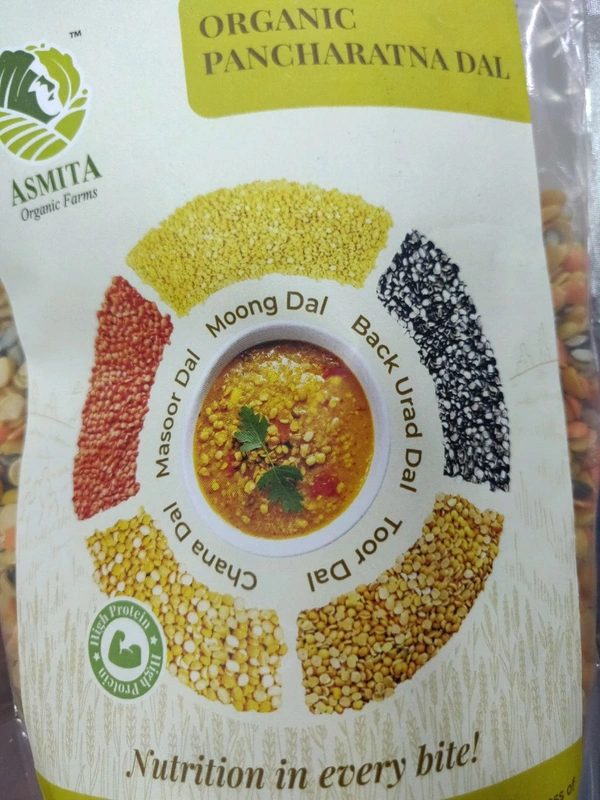 ORGANIC
PANCHARATNA DAL
TM
ASMITA
Organic Farms
Moong Dal
Back Urad Dal
Masoor Dal
Toor Dal
Chana Dal
High Protein
High Protein
Nutrition in every bite!
OF